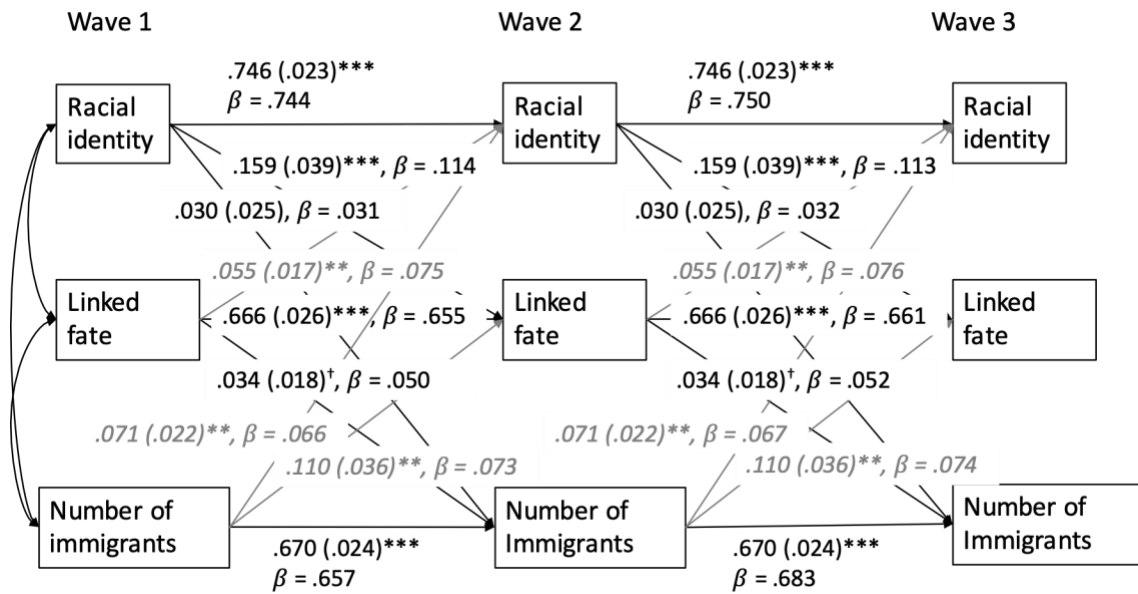 Wave 1
Wave 2
Wave 3
.746 (.023)***
β = .744
.746 (.023)***
β = .750
Racial
identity
Racial
identity
Racial
identity
.159 (.039)***, β = .114
.159 (.039)***, β = .113
.030 (.025), β = .031
.030 (.025), β = .032
.055 (.017)**, β = .075
.055 (.017)**, β = .076
Linked
fate
.666 (.026)***, β = .655
Linked
fate
.666 (.026)***, β = .661
Linked
fate
.034 (.018)†, β = .050
.034 (.018)†, β = .052
.071 (.022)**, β = .066
.071 (.022)**, β = .067
.110 (.036)**, β = .073
.110 (.036)**, β = .074
Number of
immigrants
Number of
Immigrants
Number of
Immigrants
.670 (.024)***
β = .657
.670 (.024)***
β = .683